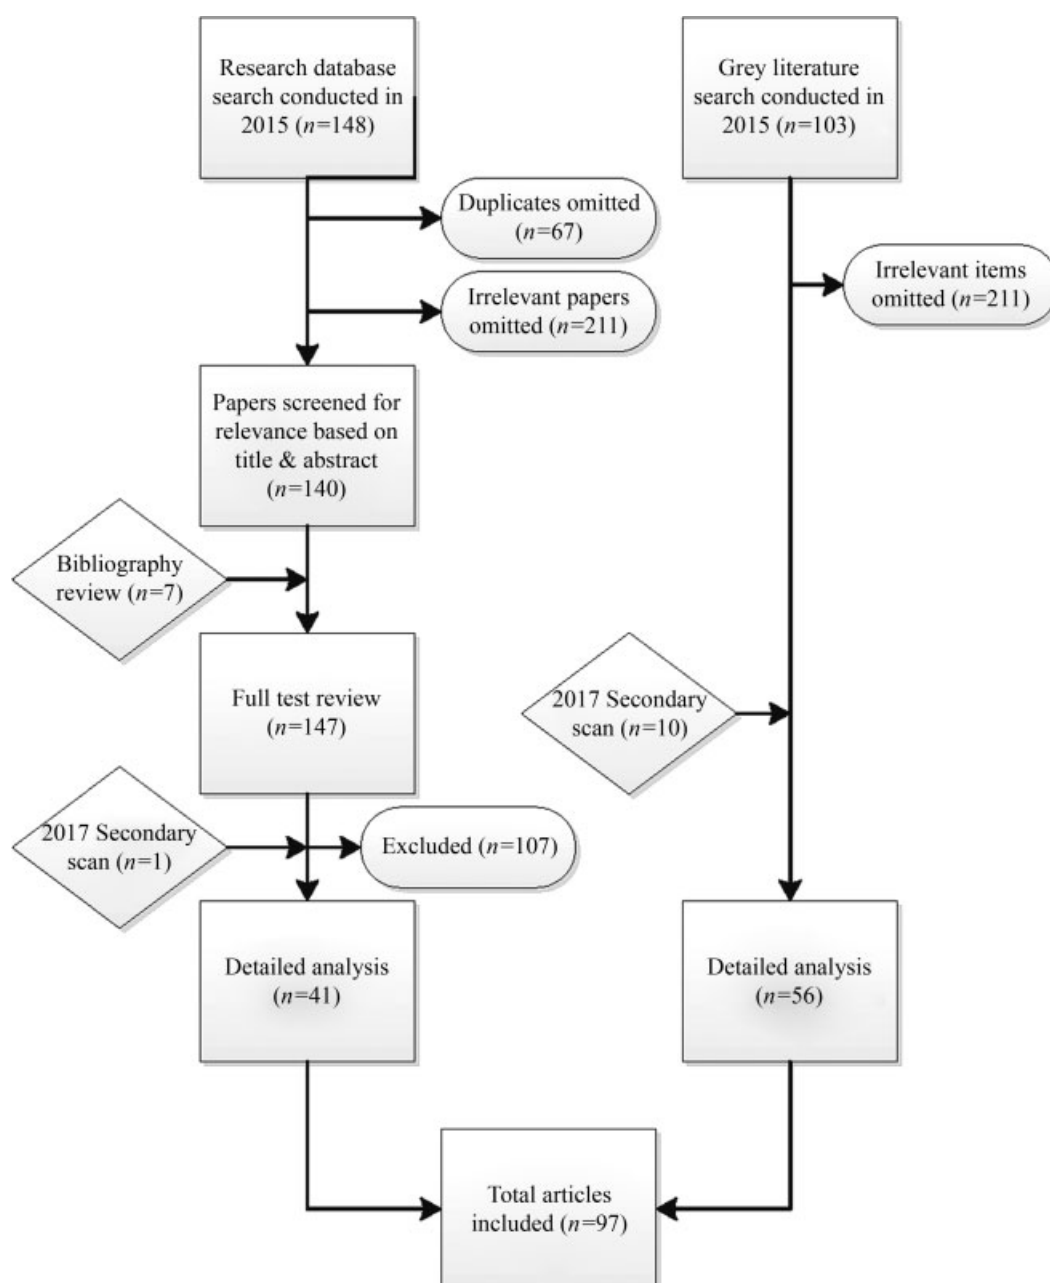 Research database
search conducted in
2015 (n=148)
Grey literature
search conducted in
2015 (n=103)
Duplicates omitted
(n=67)
Irrelevant papers
omitted (n=211)
Irrelevant items
omitted (n=211)
Papers screened for
relevance based on
title & abstract
(n=140)
Bibliography
review (n=7)
Full test review
(n=147)
2017 Secondary
scan (n=10)
2017 Secondary
scan (n=1)
Excluded (n=107)
Detailed analysis
(n=41)
Detailed analysis
(n=56)
Total articles
included (n=97)